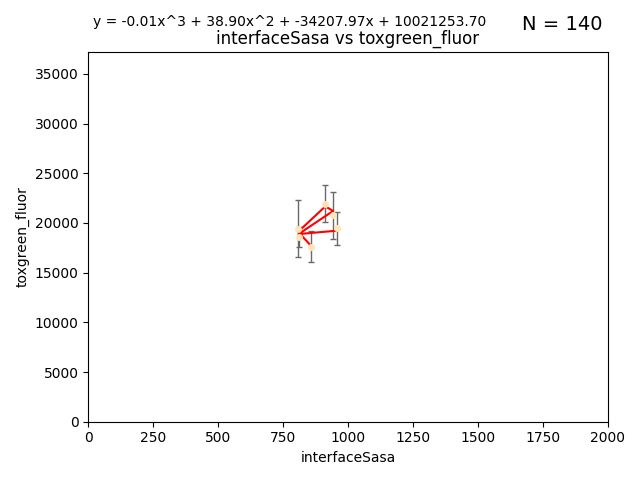 y = -0.01x^3 + 38.90x^2 + -34207.97x + 10021253.70
N = 140
interfaceSasa vs toxgreen_fluor
35000
30000
25000
20000
15000
10000
5000
0
toxgreen_fluor
0 250 500 750 1000 1250 1500 1750 2000
interfaceSasa